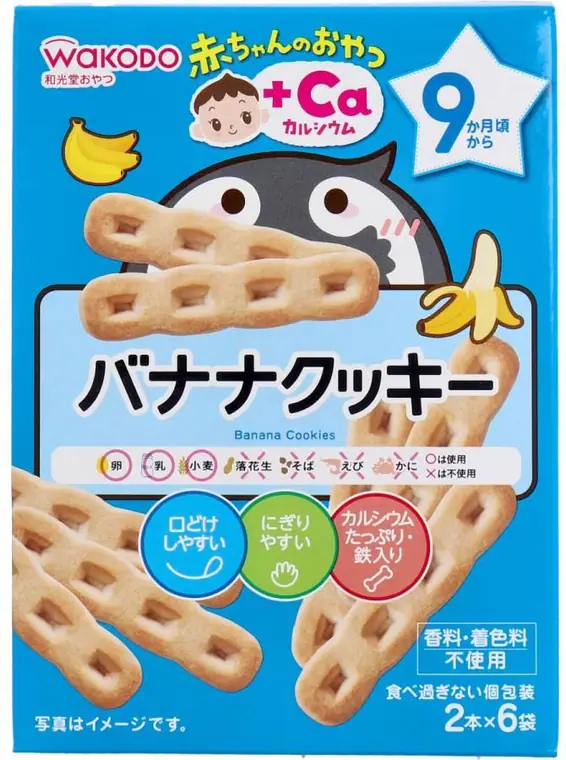 WaKODO
和光堂おやつ
赤ちゃんのおやつ
+Ca
カルシウム
9か月頃
から
バナナクッキー
Banana Cookies
卵 乳 小麦 落花生 そば えび かに ○は使用
×は不使用
口どけ
しやすい
にぎり
やすい
カルシウム
たっぷり・
鉄入り
香料・着色料
不使用
食べ過ぎない個包装
2本×6袋
写真はイメージです。